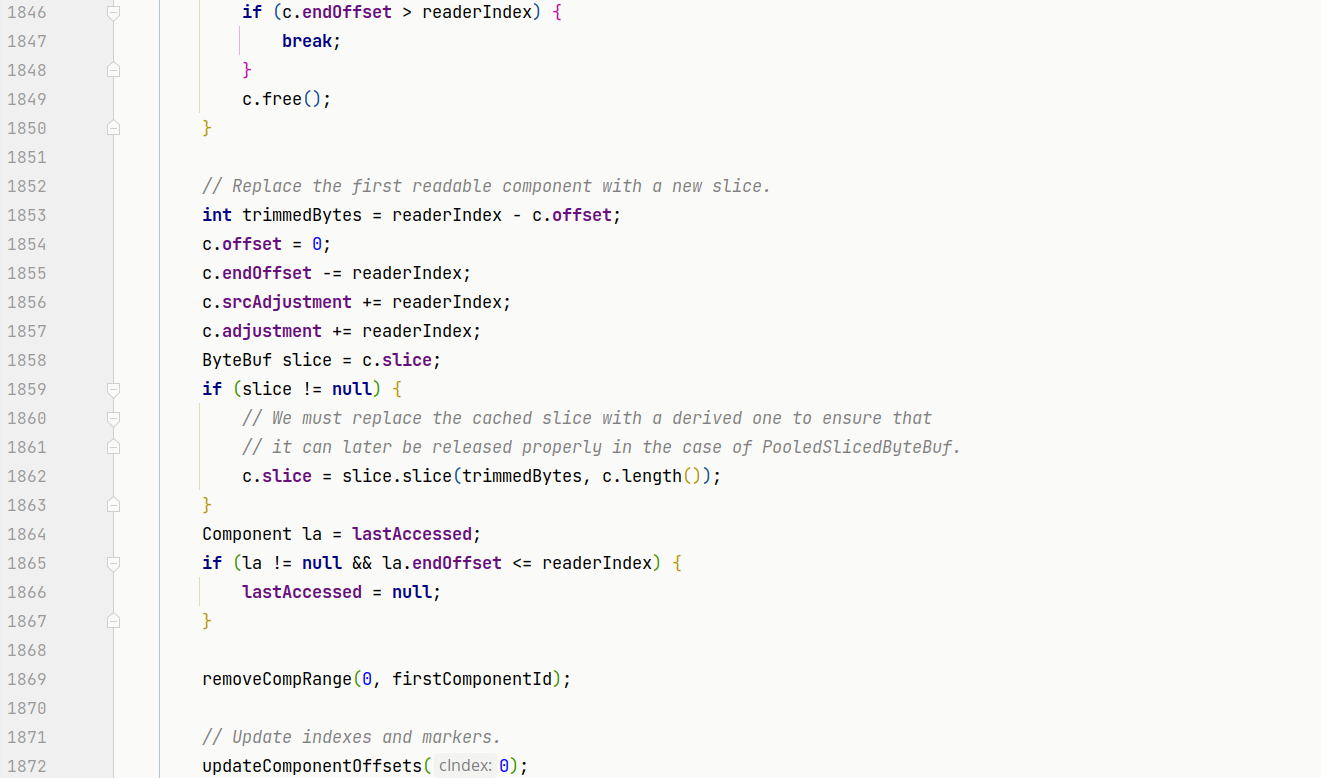 1846 if (c.endOffset > readerIndex) {
1847 break;
1848 }
1849 c.free();
1850 }
1851
1852 // Replace the first readable component with a new slice.
1853 int trimmedBytes = readerIndex - c.offset;
1854 c.offset = 0;
1855 c.endOffset -= readerIndex;
1856 c.srcAdjustment += readerIndex;
1857 c.adjustment += readerIndex;
1858 ByteBuf slice = c.slice;
1859 if (slice != null) {
1860 // We must replace the cached slice with a derived one to ensure that
1861 // it can later be released properly in the case of PooledSlicedByteBuf.
1862 c.slice = slice.slice(trimmedBytes, c.length());
1863 }
1864 Component la = lastAccessed;
1865 if (la != null && la.endOffset <= readerIndex) {
1866 lastAccessed = null;
1867 }
1868
1869 removeCompRange(0, firstComponentId);
1870
1871 // Update indexes and markers.
1872 updateComponentOffsets( cIndex: 0);